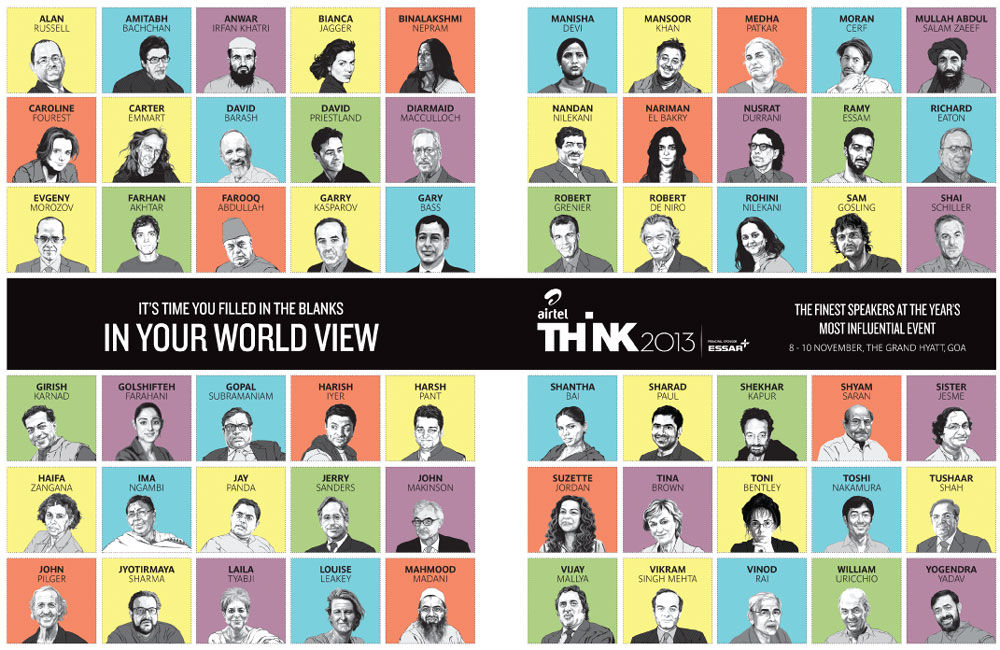 ALAN
RUSSELL
AMITABH
BACHCHAN
ANWAR
IRFAN KHATRI
BIANCA
JAGGER
BINALAKSHMI
NEPRAM
MANISHA
DEVI
MANSOOR
KHAN
MEDHA
PATKAR
MORAN
CERF
MULLAH ABDUL
SALAM ZAEEF
CAROLINE
FOUREST
CARTER
EMMART
DAVID
BARASH
DAVID
PRIESTLAND
DIARMAID
MACCULLOCH
NANDAN
NILEKANI
NARIMAN
EL BAKRY
NUSRAT
DURRANI
RAMY
ESSAM
RICHARD
EATON
EVGENY
MOROZOV
FARHAN
AKHTAR
FAROOQ
ABDULLAH
GARRY
KASPAROV
GARY
BASS
ROBERT
GRENIER
ROBERT
DE NIRO
ROHINI
NILEKANI
SAM
GOSLING
SHAI
SCHILLER
IT'S TIME YOU FILLED IN THE BLANKS
IN YOUR WORLD VIEW
airtel
THiNK 2013
PRINCIPAL SPONSOR
ESSAR
THE FINEST SPEAKERS AT THE YEAR'S
MOST INFLUENTIAL EVENT
8 - 10 NOVEMBER, THE GRAND HYATT, GOA
GIRISH
KARNAD
GOLSHIFTEH
FARAHANI
GOPAL
SUBRAMANIAM
HARISH
IYER
HARSH
PANT
SHANTHA
BAI
SHARAD
PAUL
SHEKHAR
KAPUR
SHYAM
SARAN
SISTER
JESME
HAIFA
ZANGANA
IMA
NGAMBI
JAY
PANDA
JERRY
SANDERS
JOHN
MAKINSON
SUZETTE
JORDAN
TINA
BROWN
TONI
BENTLEY
TOSHI
NAKAMURA
TUSHAAR
SHAH
JOHN
PILGER
JYOTIRMAYA
SHARMA
LAILA
TYABJI
LOUISE
LEAKEY
MAHMOOD
MADANI
VIJAY
MALLYA
VIKRAM
SINGH MEHTA
VINOD
RAI
WILLIAM
URICCHIO
YOGENDRA
YADAV